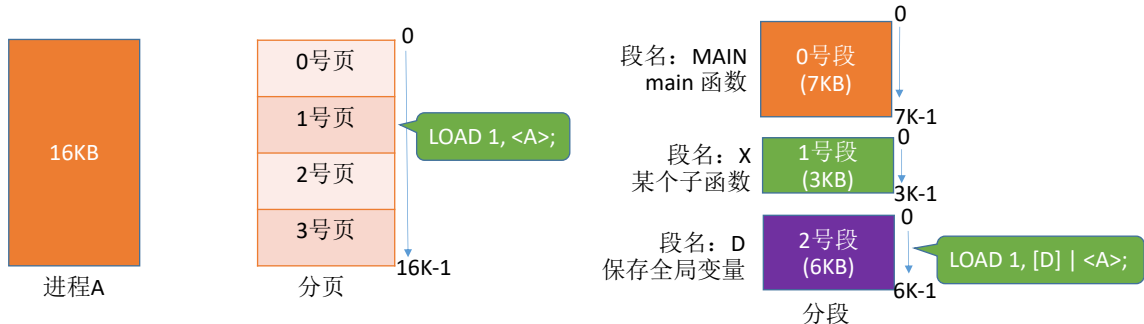 16KB
进程A
0号页
1号页
2号页
3号页
0
16K-1
LOAD 1, <A>;
分页
段名：MAIN
main 函数
0号段
(7KB)
0
7K-1
段名：X
某个子函数
1号段
(3KB)
0
3K-1
段名：D
保存全局变量
2号段
(6KB)
0
6K-1
LOAD 1, [D] | <A>;
分段